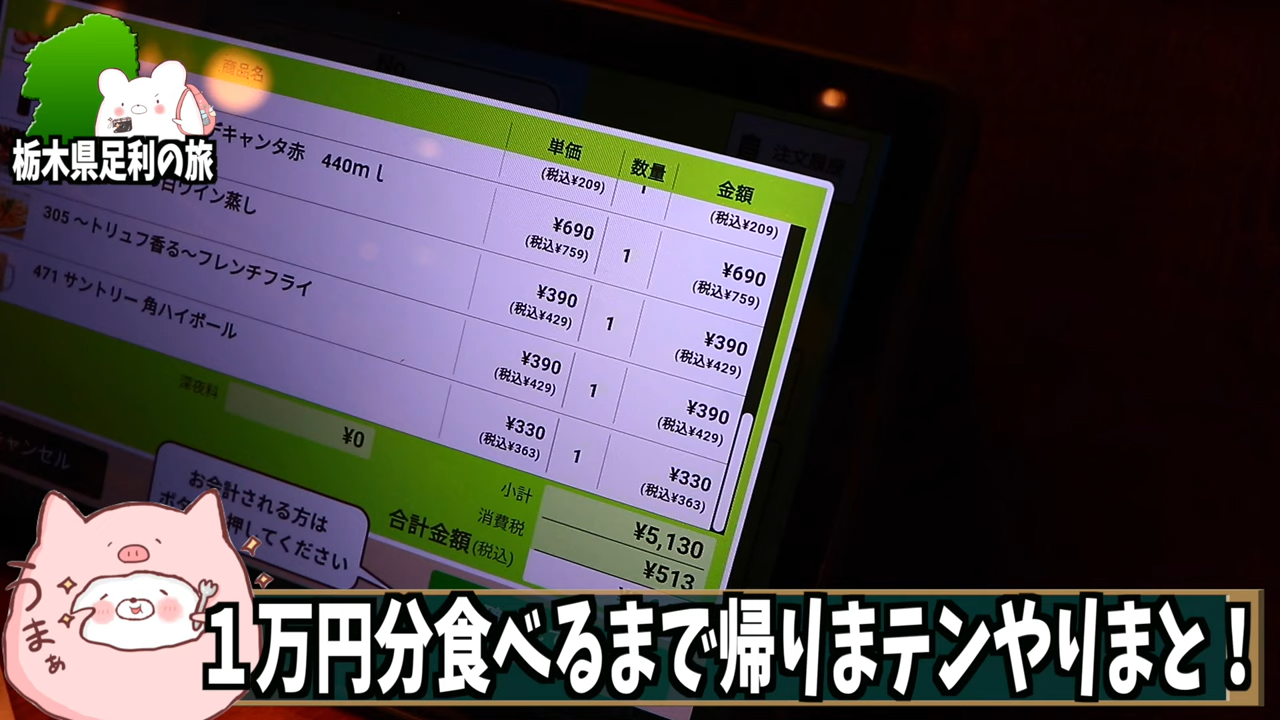 栃木県足利の旅
商品名
単価
数量
金額
注文履歴
デキャンタ赤 440mℓ
(税込¥209)
1
(税込¥209)
白ワイン蒸し
¥690
(税込¥759)
1
¥690
(税込¥759)
305 ～トリュフ香る～フレンチフライ
¥390
(税込¥429)
1
¥390
(税込¥429)
471 サントリー 角ハイボール
¥390
(税込¥429)
1
¥390
(税込¥429)
¥330
(税込¥363)
1
¥330
(税込¥363)
深夜料
¥0
小計
¥5,130
消費税
¥513
合計金額(税込)
キャンセル
お会計される方は
押してください
うまぁ
1万円分食べるまで帰りまテンやりまと!